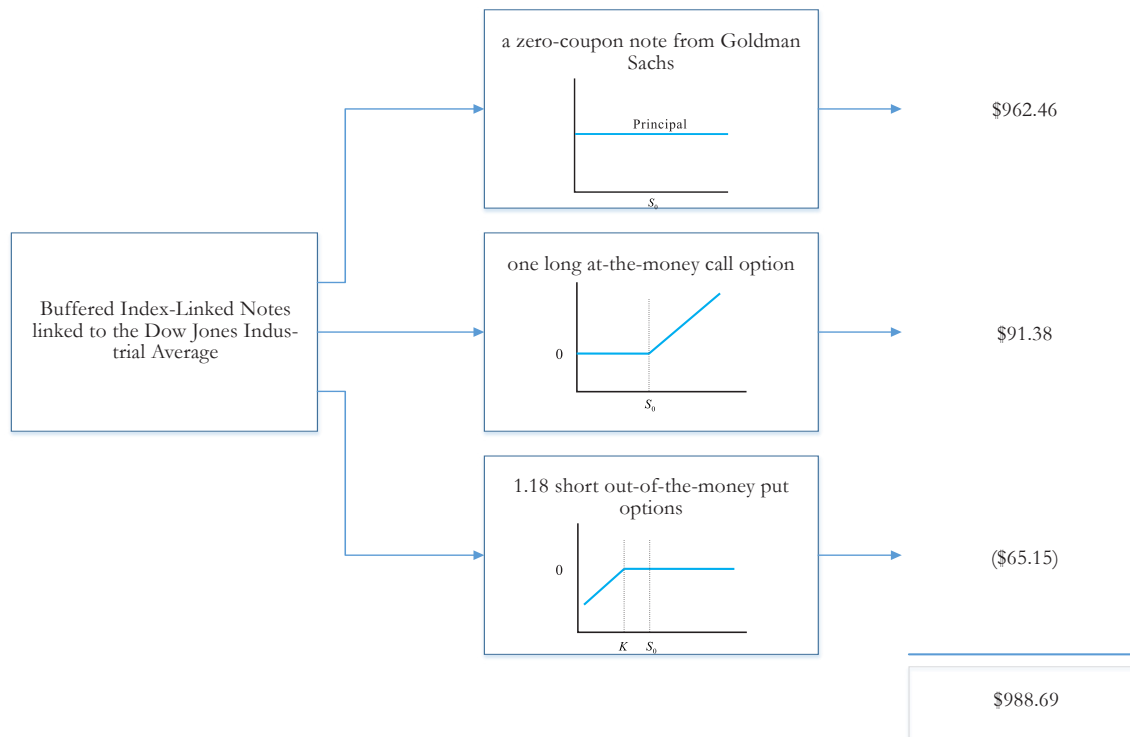 a zero-coupon note from Goldman
Sachs
Principal
S₀
$962.46
Buffered Index-Linked Notes
linked to the Dow Jones Indus-
trial Average
one long at-the-money call option
0
S₀
$91.38
1.18 short out-of-the-money put
options
0
K S₀
($65.15)
$988.69